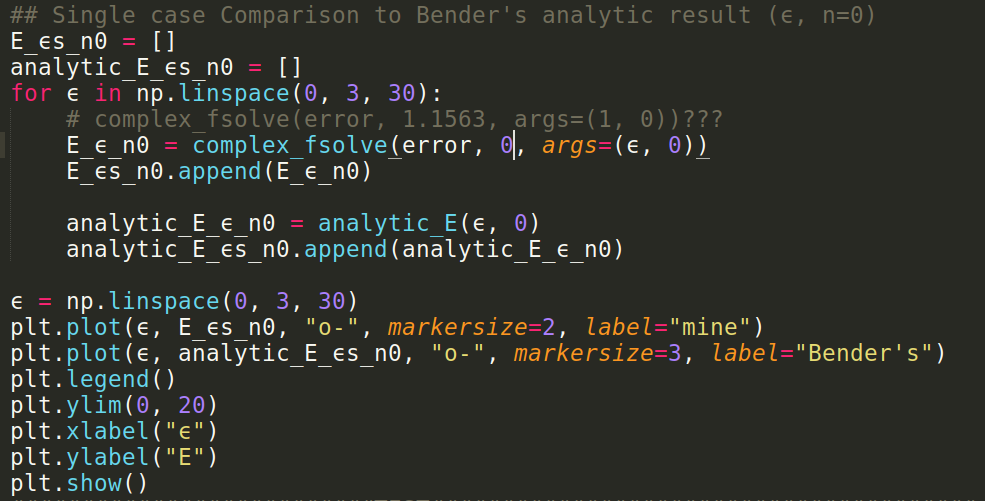 ## Single case Comparison to Bender's analytic result (ϵ, n=0)
E_ϵs_n0 = []
analytic_E_ϵs_n0 = []
for ϵ in np.linspace(0, 3, 30):
    # complex_fsolve(error, 1.1563, args=(1, 0))???
    E_ϵ_n0 = complex_fsolve(error, 0, args=(ϵ, 0))
    E_ϵs_n0.append(E_ϵ_n0)

    analytic_E_ϵ_n0 = analytic_E(ϵ, 0)
    analytic_E_ϵs_n0.append(analytic_E_ϵ_n0)

ϵ = np.linspace(0, 3, 30)
plt.plot(ϵ, E_ϵs_n0, "o-", markersize=2, label="mine")
plt.plot(ϵ, analytic_E_ϵs_n0, "o-", markersize=3, label="Bender's")
plt.legend()
plt.ylim(0, 20)
plt.xlabel("ϵ")
plt.ylabel("E")
plt.show()